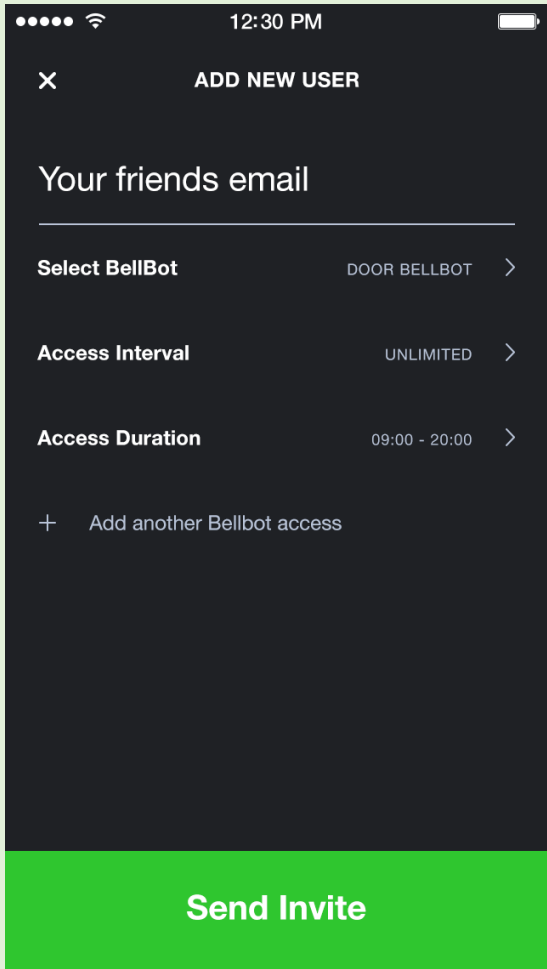 12:30 PM
ADD NEW USER
Your friends email
Select BellBot DOOR BELLBOT
Access Interval UNLIMITED
Access Duration 09:00 - 20:00
+ Add another Bellbot access
Send Invite